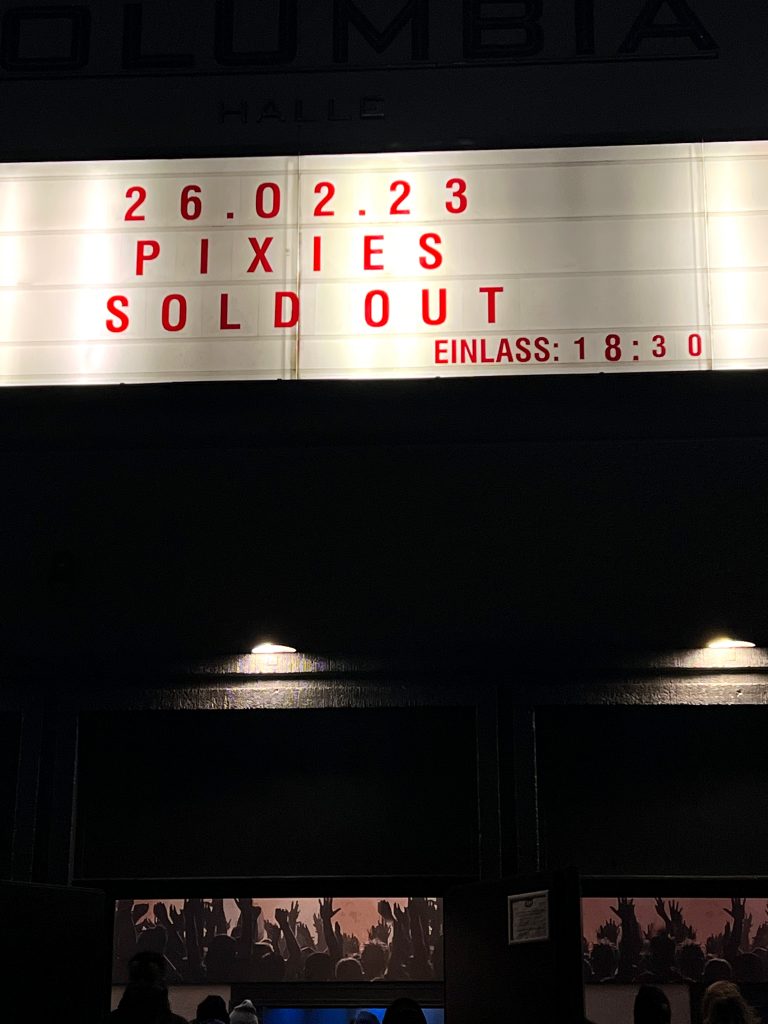 OLUMBIA
HALLE
26.02.23
PIXIES
SOLD OUT
EINLASS: 18:30